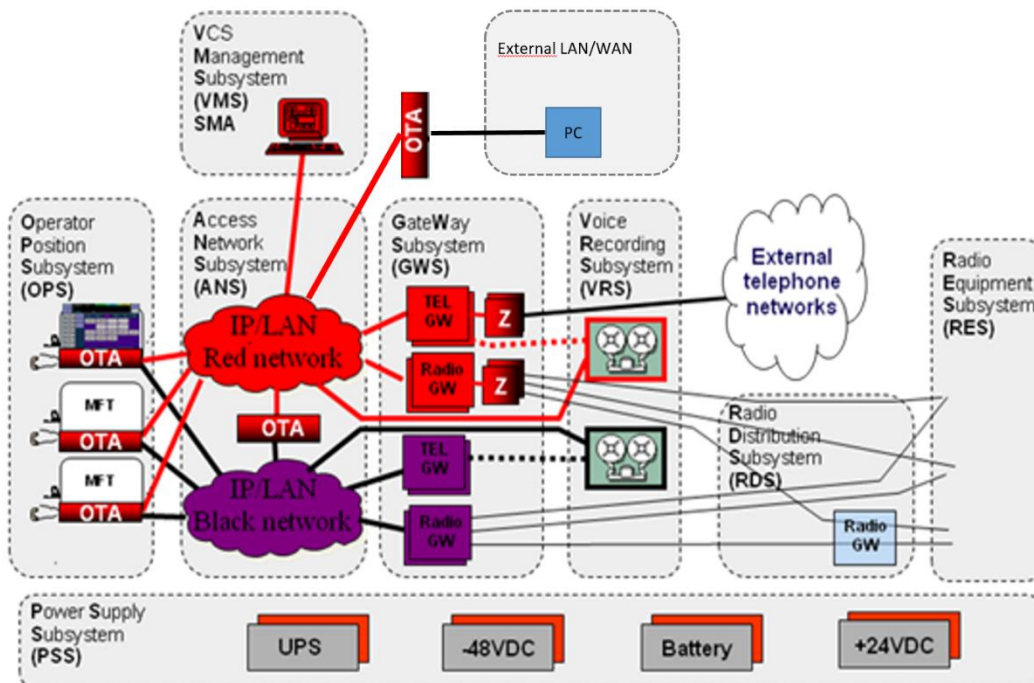 VCS
Management
Subsystem
(VMS)
SMA
External LAN/WAN
OTA
PC
Operator
Position
Subsystem
(OPS)
Access
Network
Subsystem
(ANS)
GateWay
Subsystem
(GWS)
Voice
Recording
Subsystem
(VRS)
External
telephone
networks
Radio
Equipment
Subsystem
(RES)
OTA
MFT
OTA
MFT
OTA
IP/LAN
Red network
OTA
IP/LAN
Black network
TEL
GW
Z
Radio
GW
Z
TEL
GW
Radio
GW
Radio
Distribution
Subsystem
(RDS)
Radio
GW
Power Supply
Subsystem
(PSS)
UPS
-48VDC
Battery
+24VDC